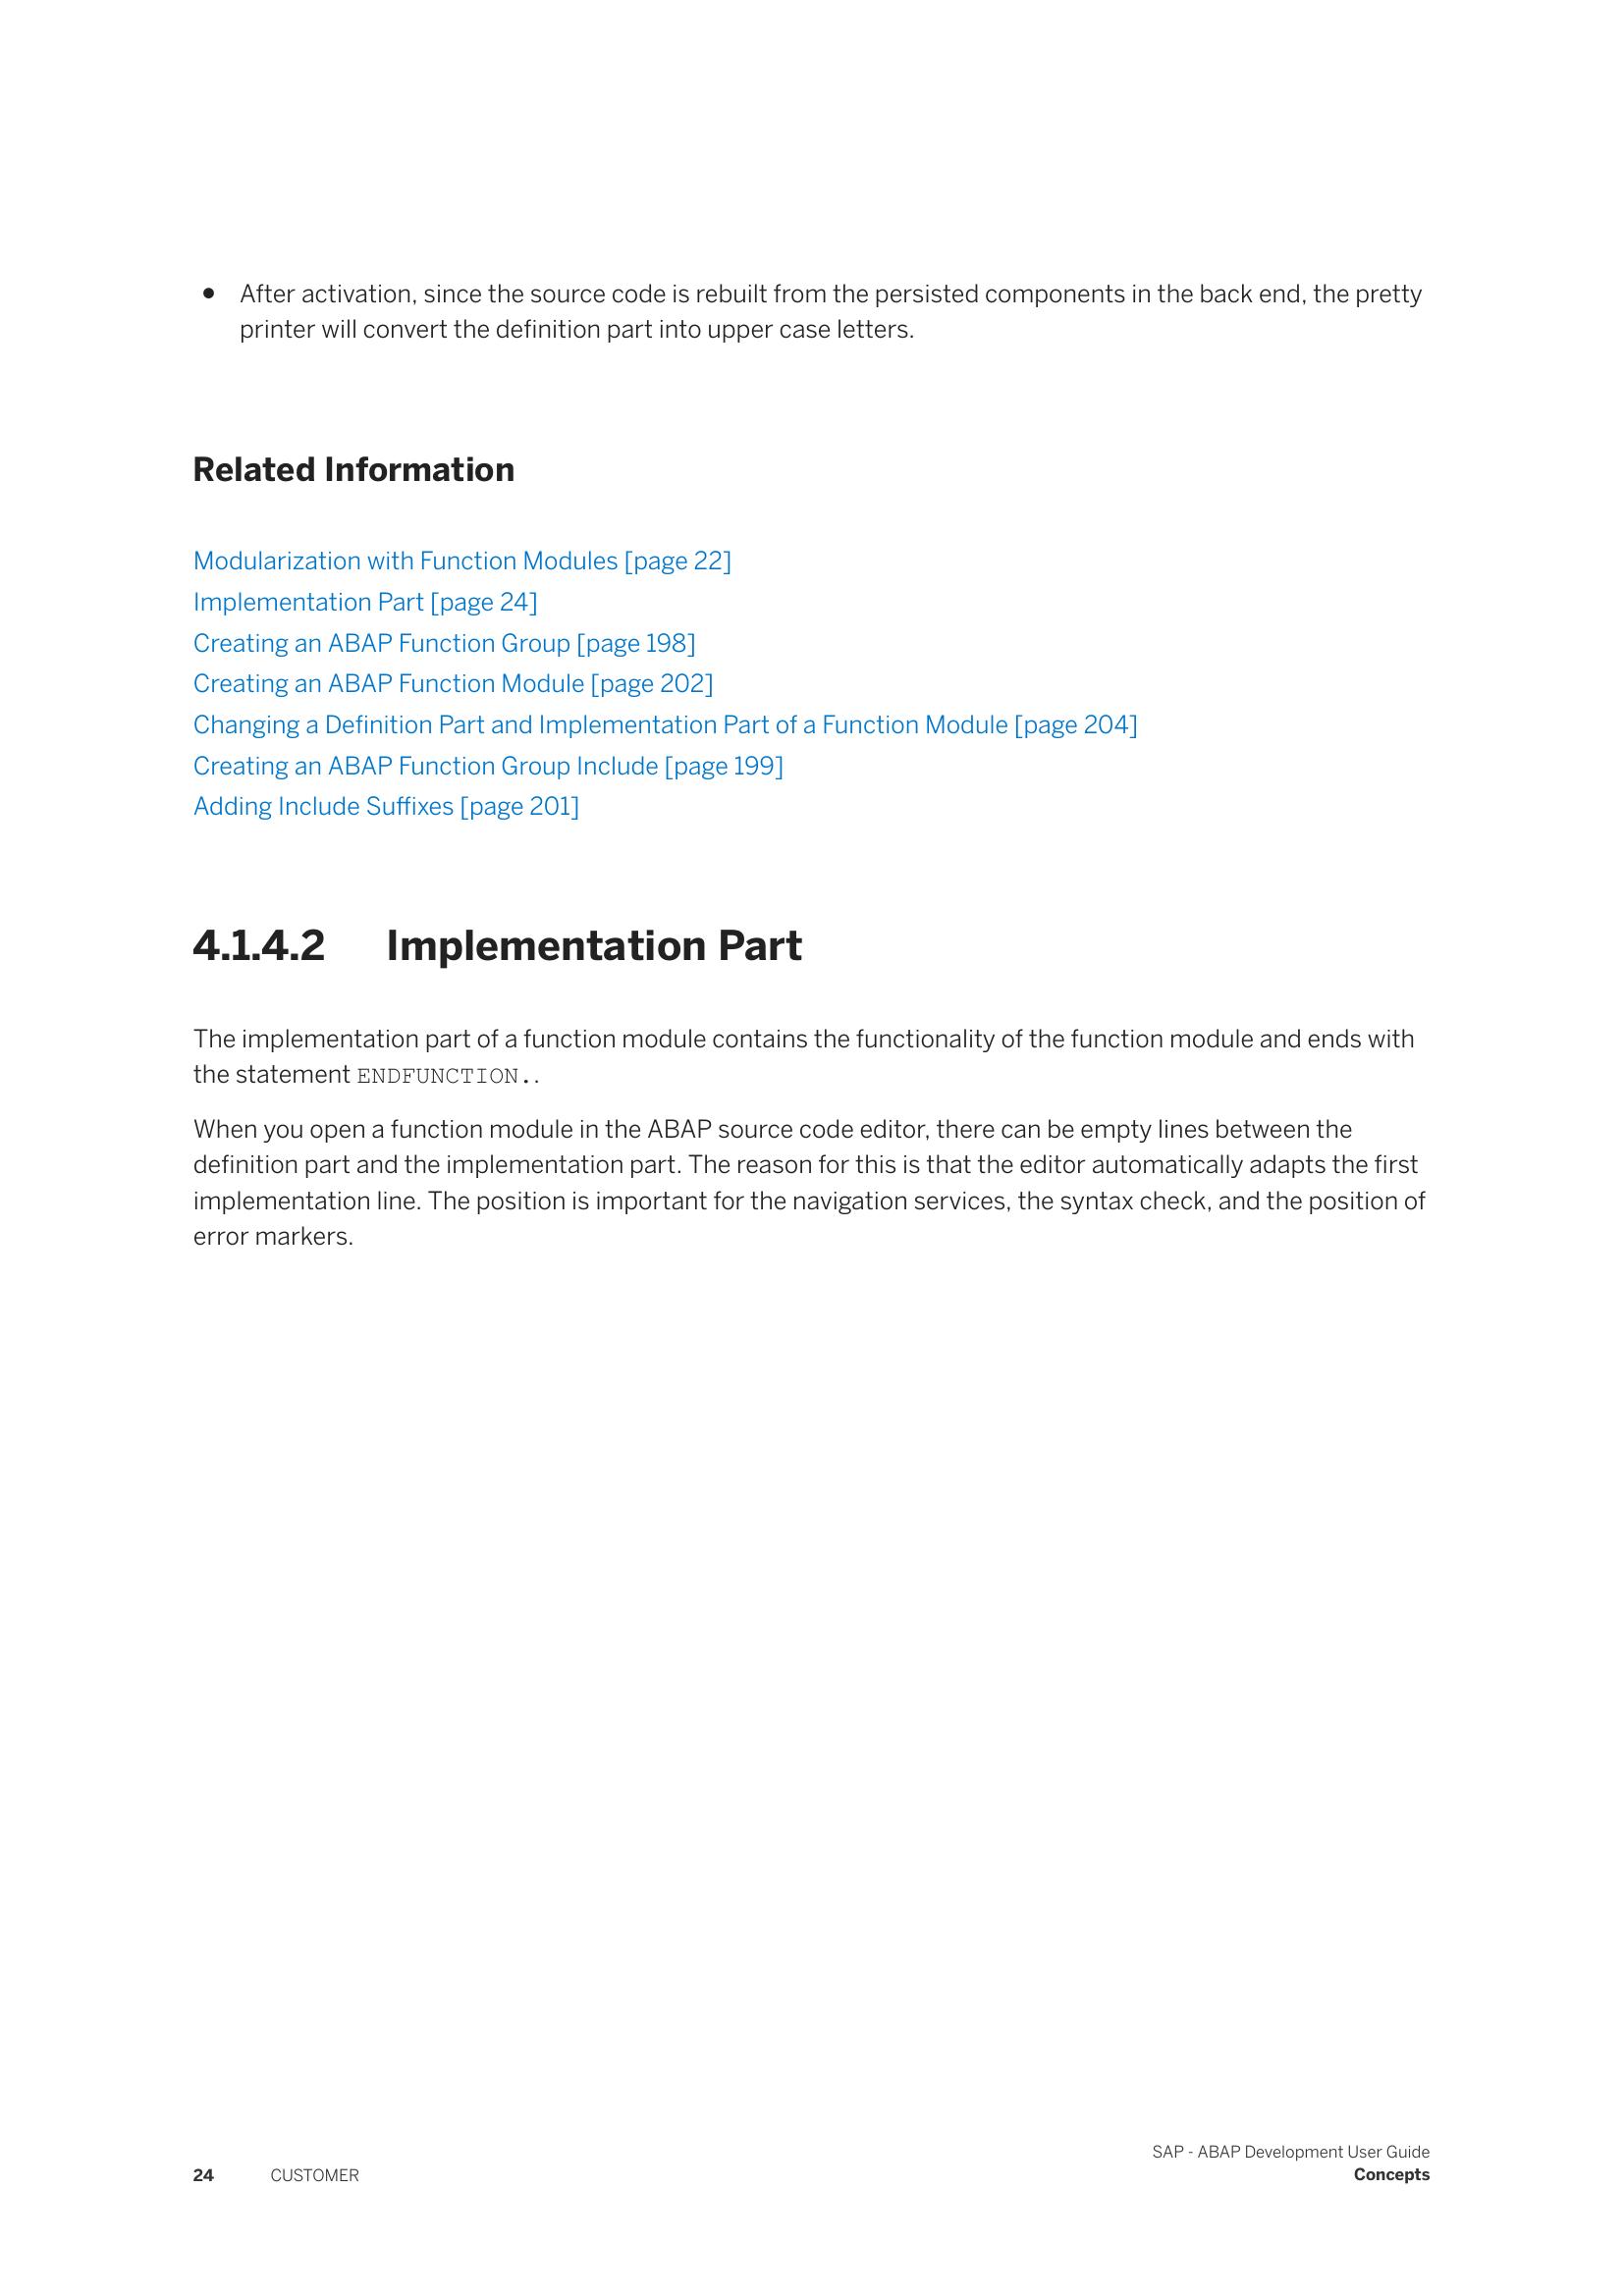 ● After activation, since the source code is rebuilt from the persisted components in the back end, the pretty
printer will convert the definition part into upper case letters.
Related Information
Modularization with Function Modules [page 22]
Implementation Part [page 24]
Creating an ABAP Function Group [page 198]
Creating an ABAP Function Module [page 202]
Changing a Definition Part and Implementation Part of a Function Module [page 204]
Creating an ABAP Function Group Include [page 199]
Adding Include Suffixes [page 201]
4.1.4.2 Implementation Part
The implementation part of a function module contains the functionality of the function module and ends with
the statement ENDFUNCTION..
When you open a function module in the ABAP source code editor, there can be empty lines between the
definition part and the implementation part. The reason for this is that the editor automatically adapts the first
implementation line. The position is important for the navigation services, the syntax check, and the position of
error markers.
SAP - ABAP Development User Guide
24 CUSTOMER Concepts